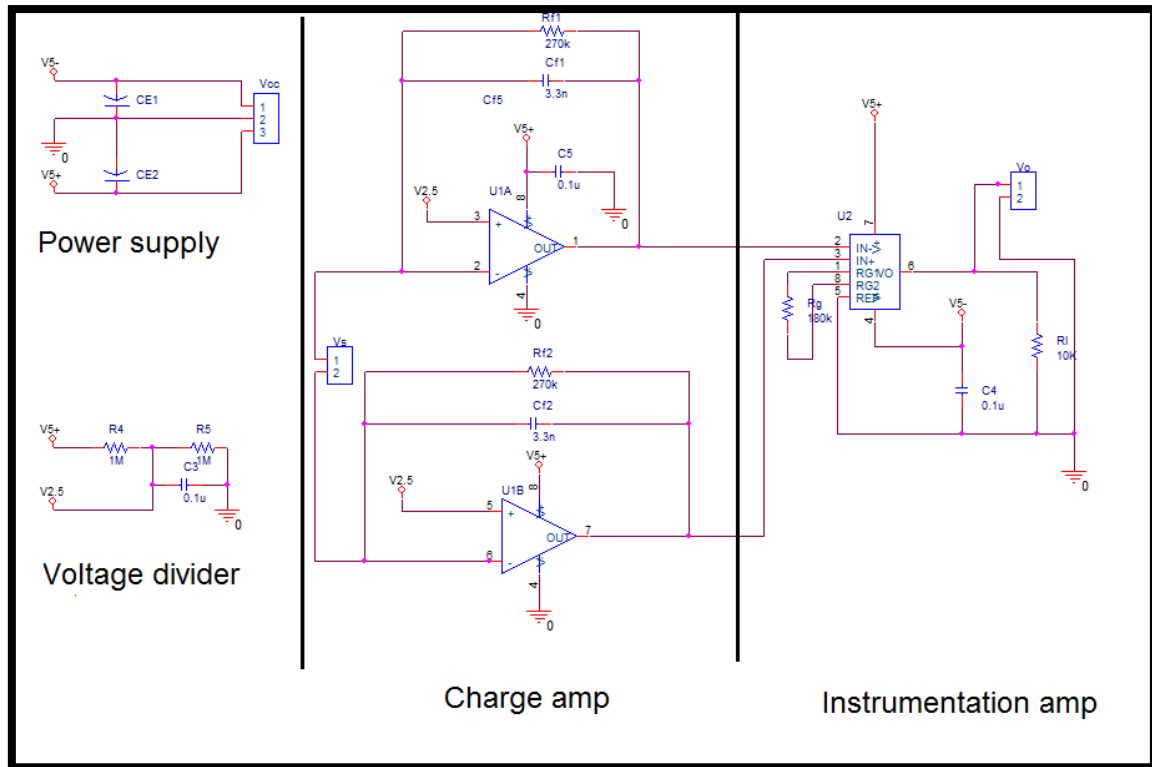 V5-
CE1
Vcc
1
2
3
0
V5+
CE2
Power supply
V5+
R4
1M
R5
1M
C3
0.1u
V2.5
0
Voltage divider
Rf1
270k
Cf1
3.3n
Cf5
V5+
C5
0.1u
0
V2.5
U1A
8
V+
3
+
OUT
1
2
-
V-
4
0
Vs
1
2
Rf2
270k
Cf2
3.3n
V5+
V2.5
U1B
8
V+
5
+
OUT
7
6
-
V-
4
0
Charge amp
V5+
Vo
1
2
U2
7
2
IN-
V+
3
IN+
1
RG1
VO
6
8
RG2
5
REF
4
Rg
180k
V5-
Rl
10K
C4
0.1u
0
Instrumentation amp